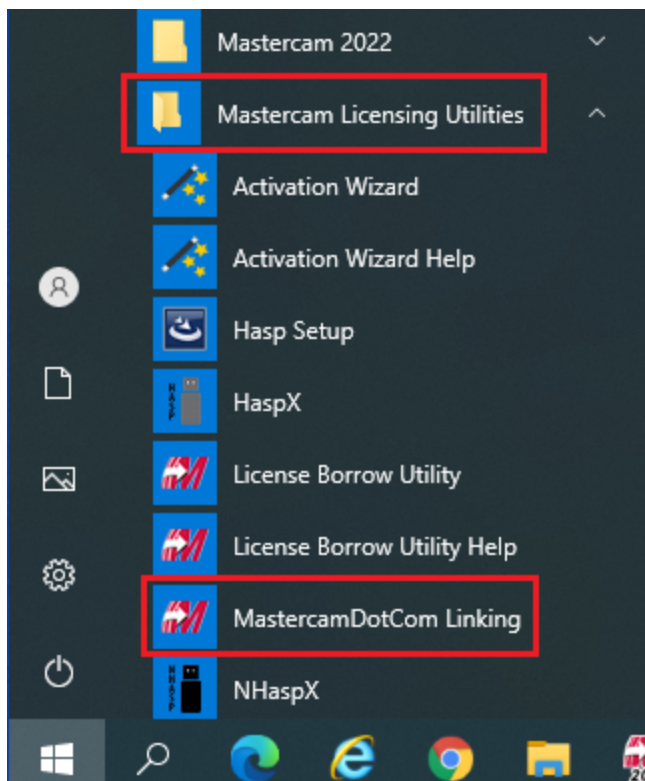 Mastercam 2022
Mastercam Licensing Utilities
Activation Wizard
Activation Wizard Help
Hasp Setup
HaspX
License Borrow Utility
License Borrow Utility Help
MastercamDotCom Linking
NHaspX